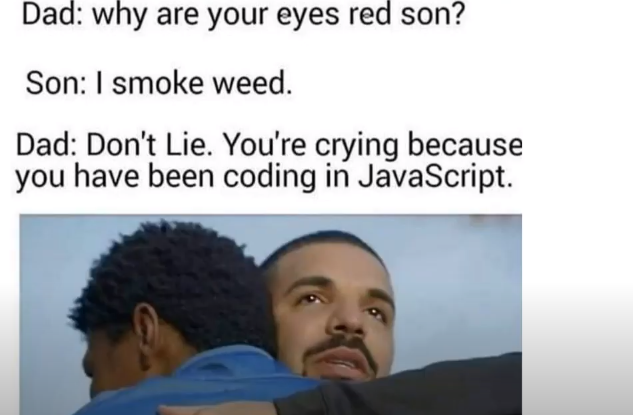 Dad: why are your eyes red son?
Son: I smoke weed.
Dad: Don't Lie. You're crying because
you have been coding in JavaScript.